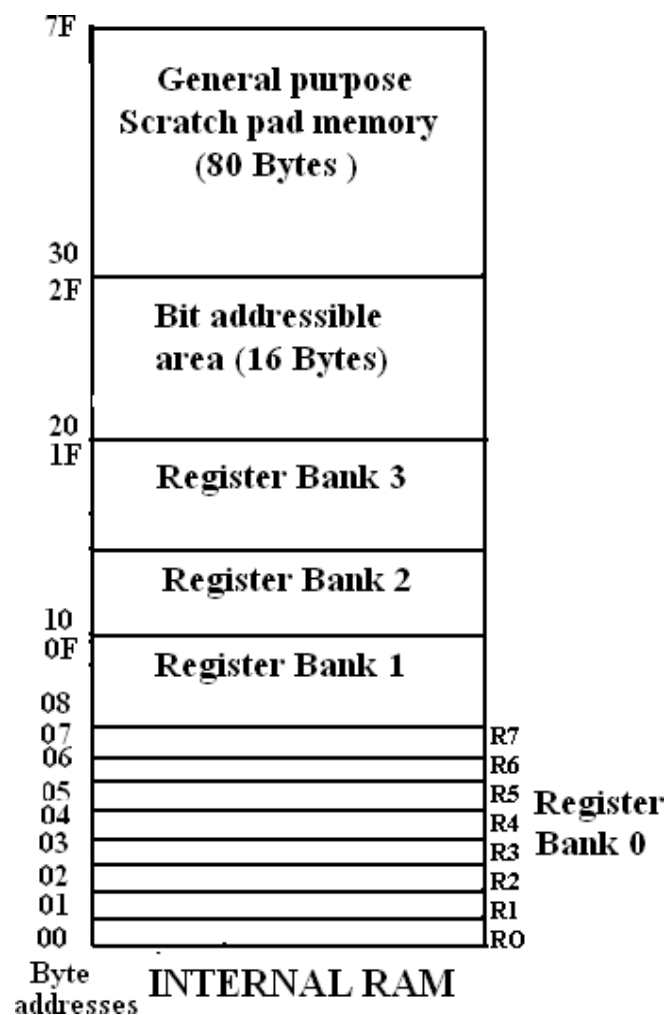 7F
General purpose
Scratch pad memory
(80 Bytes )
30
2F
Bit addressible
area (16 Bytes)
20
1F
Register Bank 3
Register Bank 2
10
0F
Register Bank 1
08
07 R7
06 R6
05 R5
04 R4
03 R3
02 R2
01 R1
00 R0
Register
Bank 0
Byte
addresses
INTERNAL RAM